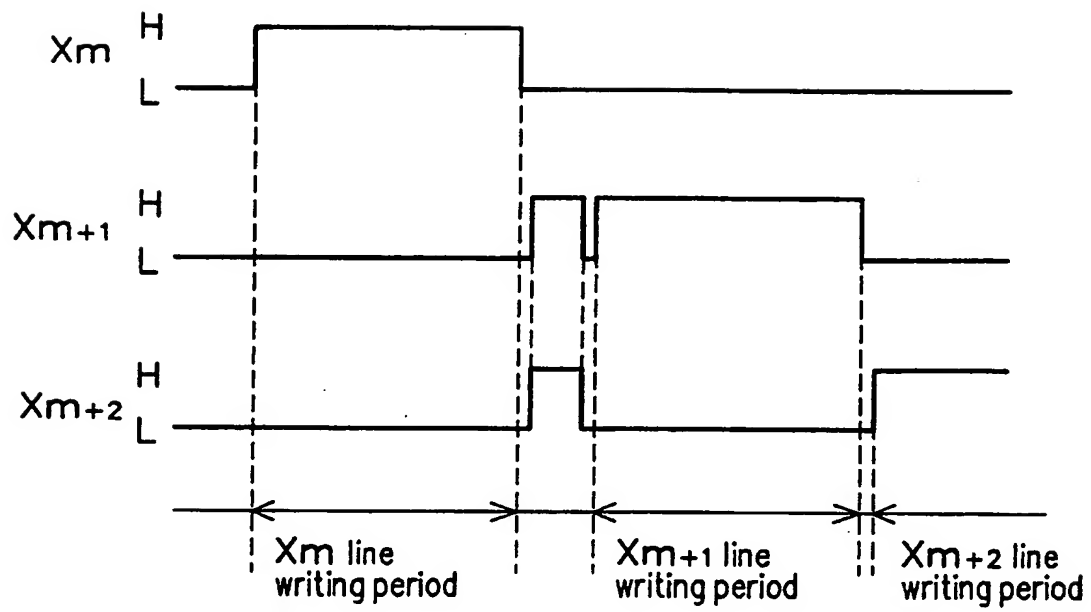 H
Xm
L
H
Xm+1
L
H
Xm+2
L
Xm line
writing period
Xm+1 line
writing period
Xm+2 line
writing period